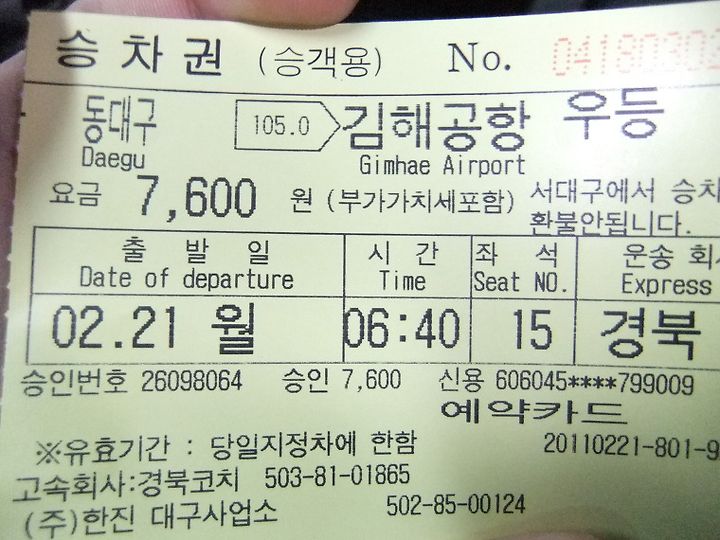 승차권 (승객용) No. 0418030
동대구 105.0 김해공항 우등
Daegu Gimhae Airport
요금 7,600 원 (부가가치세포함) 서대구에서 승차
환불안됩니다.
출 발 일 시 간 좌 석 운송
Date of departure Time Seat NO. Express
02.21 월 06:40 15 경북
승인번호 26098064 승인 7,600 신용 606045****799009
예약카드
※유효기간 : 당일지정차에 한함 20110221-801-9
고속회사:경북코치 503-81-01865
(주)한진 대구사업소 502-85-00124